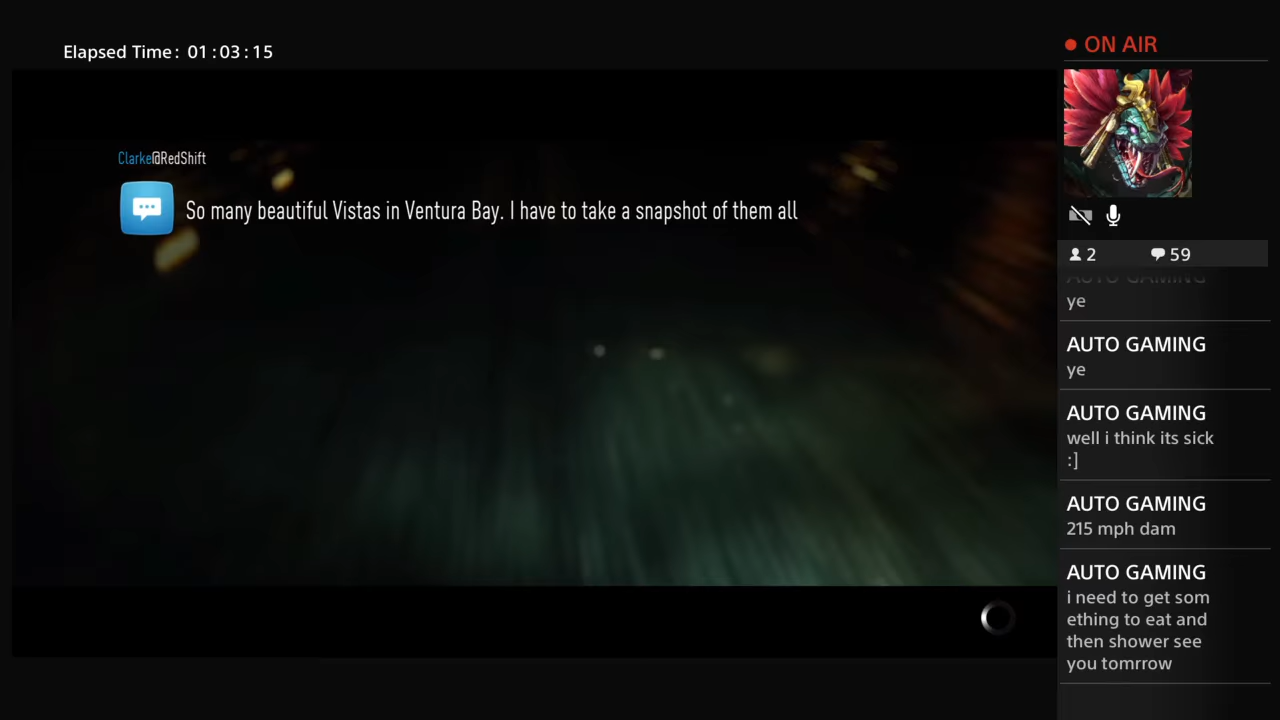 Elapsed Time: 01:03:15
ON AIR
Clarke@RedShift
So many beautiful Vistas in Ventura Bay. I have to take a snapshot of them all
2 59
AUTO GAMING
ye
AUTO GAMING
ye
AUTO GAMING
well i think its sick
:]
AUTO GAMING
215 mph dam
AUTO GAMING
i need to get som
ething to eat and
then shower see
you tomrrow